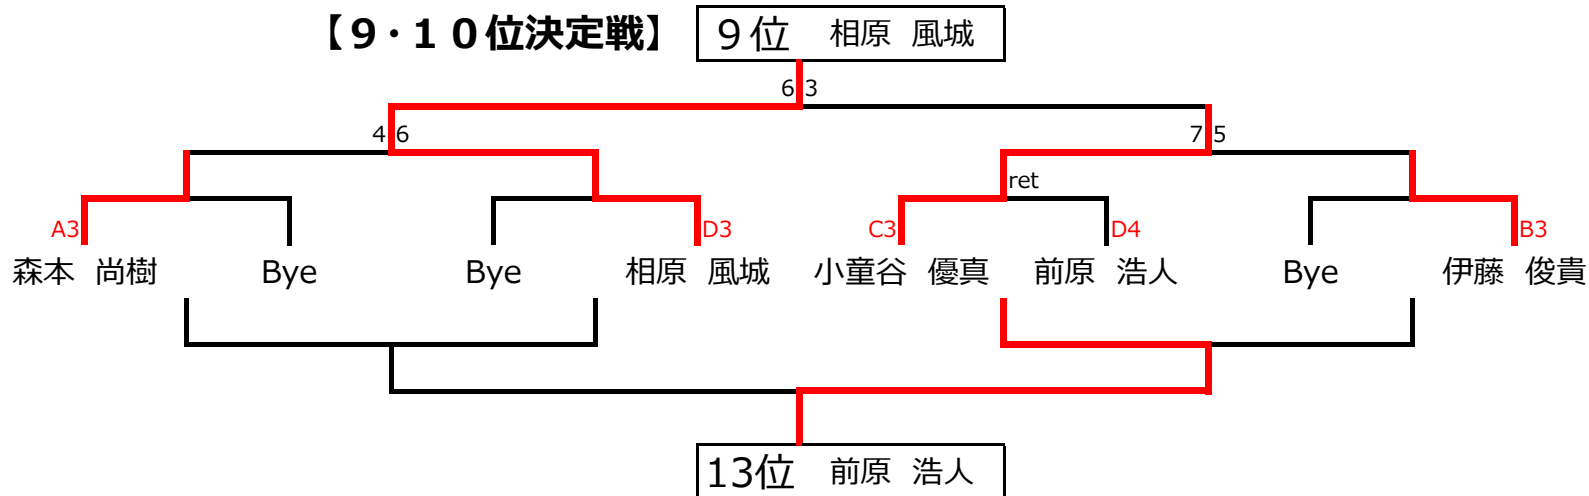 【９・１０位決定戦】 ９位 相原 風城
6 3
4 6 7 5
ret
A3 D3 C3 D4 B3
森本 尚樹 Bye Bye 相原 風城 小童谷 優真 前原 浩人 Bye 伊藤 俊貴
13位 前原 浩人